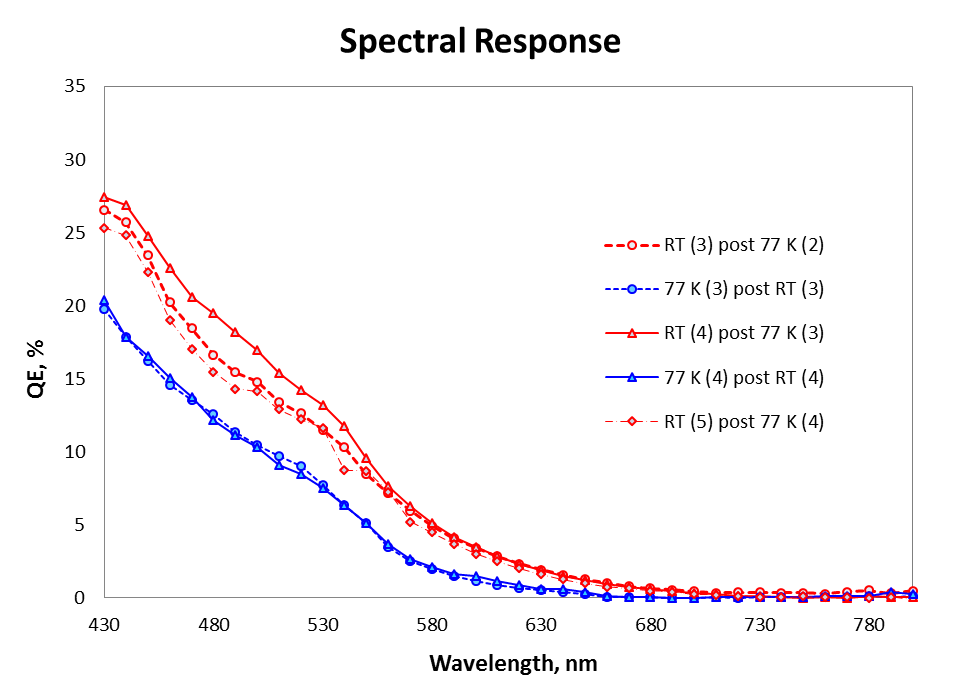 Spectral Response
35
30
25
20
15
10
5
0
QE, %
RT (3) post 77 K (2)
77 K (3) post RT (3)
RT (4) post 77 K (3)
77 K (4) post RT (4)
RT (5) post 77 K (4)
430 480 530 580 630 680 730 780
Wavelength, nm